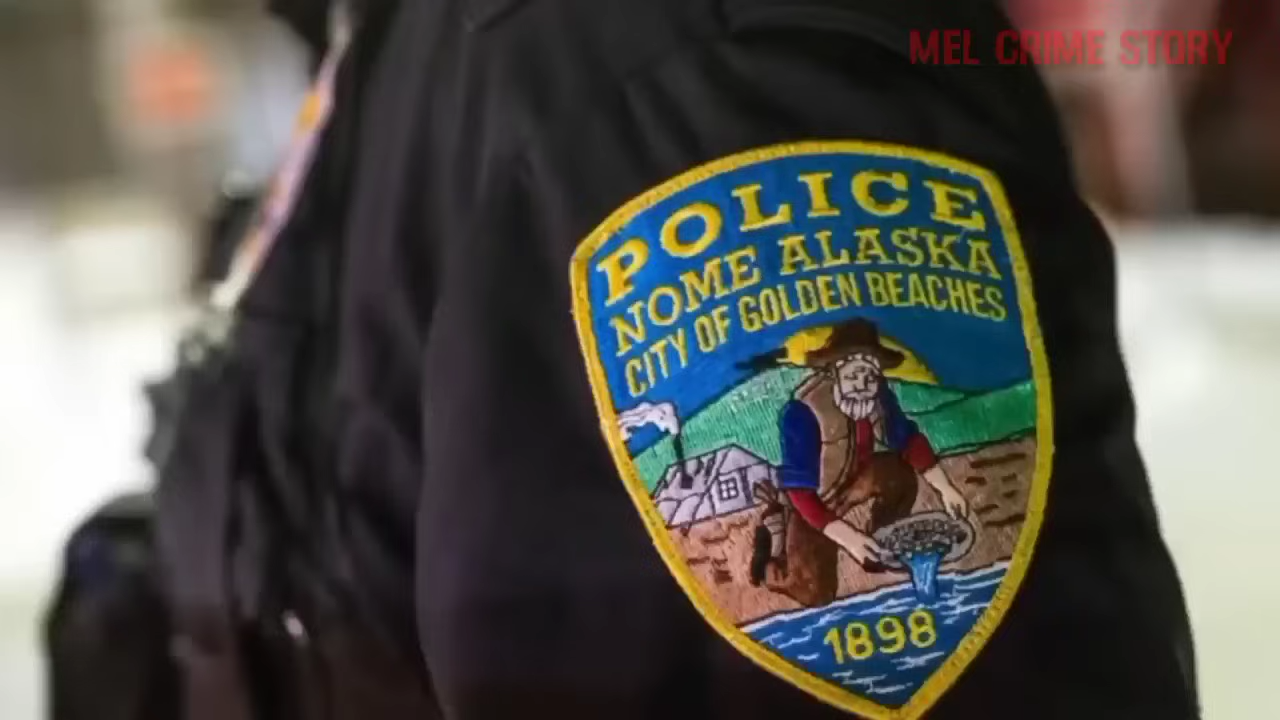 MEL CRIME STORY
POLICE
NOME ALASKA
CITY OF GOLDEN BEACHES
1898